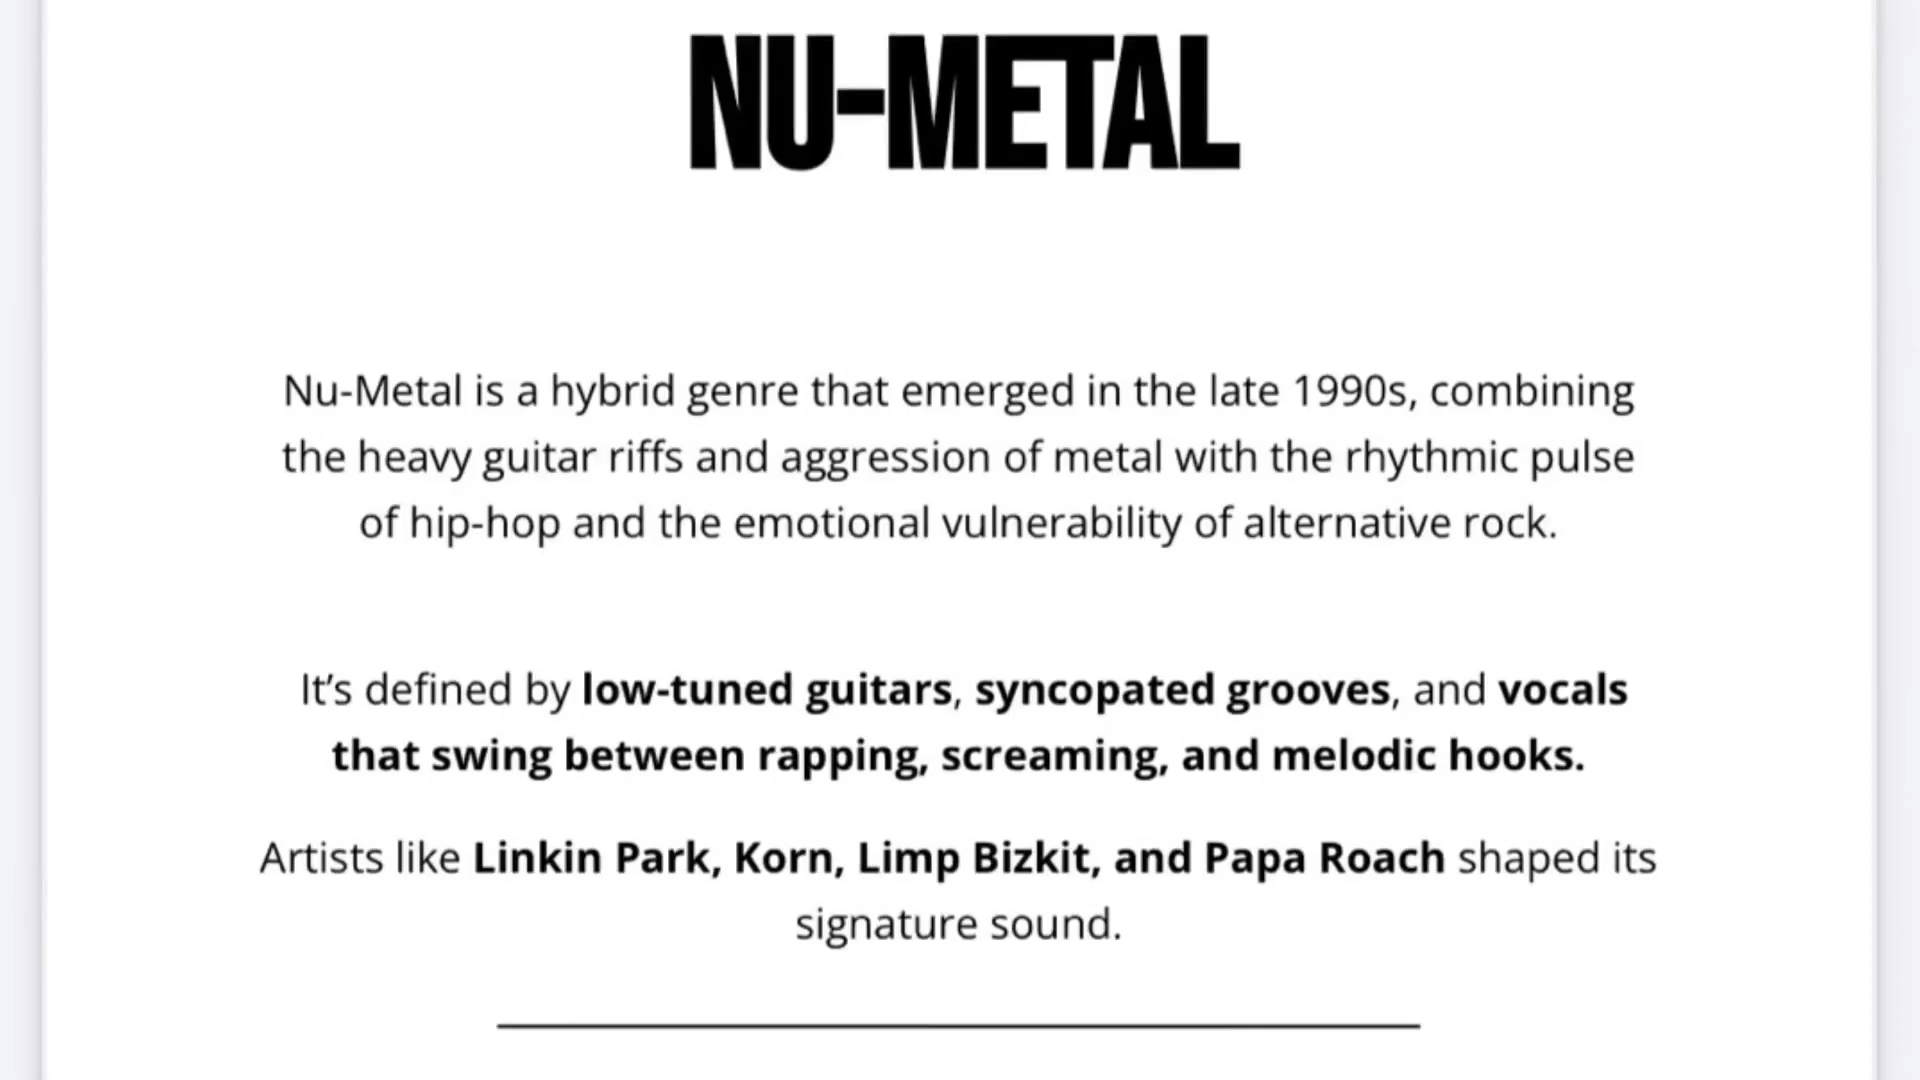 NU-METAL
Nu-Metal is a hybrid genre that emerged in the late 1990s, combining
the heavy guitar riffs and aggression of metal with the rhythmic pulse
of hip-hop and the emotional vulnerability of alternative rock.
It’s defined by low-tuned guitars, syncopated grooves, and vocals
that swing between rapping, screaming, and melodic hooks.
Artists like Linkin Park, Korn, Limp Bizkit, and Papa Roach shaped its
signature sound.